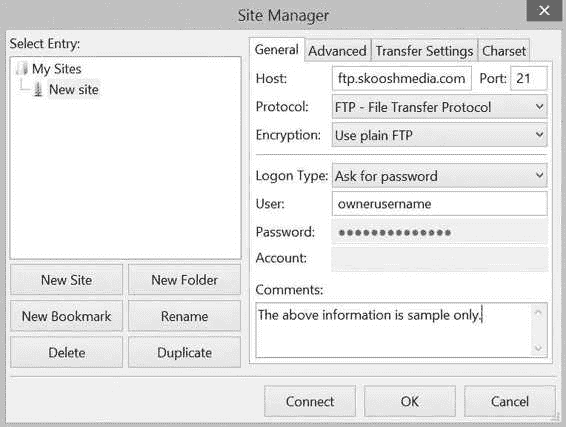 Site Manager
Select Entry:
My Sites
New site
New Site
New Folder
New Bookmark
Rename
Delete
Duplicate
General
Advanced
Transfer Settings
Charset
Host:
ftp.skooshmedia.com
Port:
21
Protocol:
FTP - File Transfer Protocol
Encryption:
Use plain FTP
Logon Type:
Ask for password
User:
ownerusername
Password:
●●●●●●●●●●●●●●
Account:
Comments:
The above information is sample only.
Connect
OK
Cancel